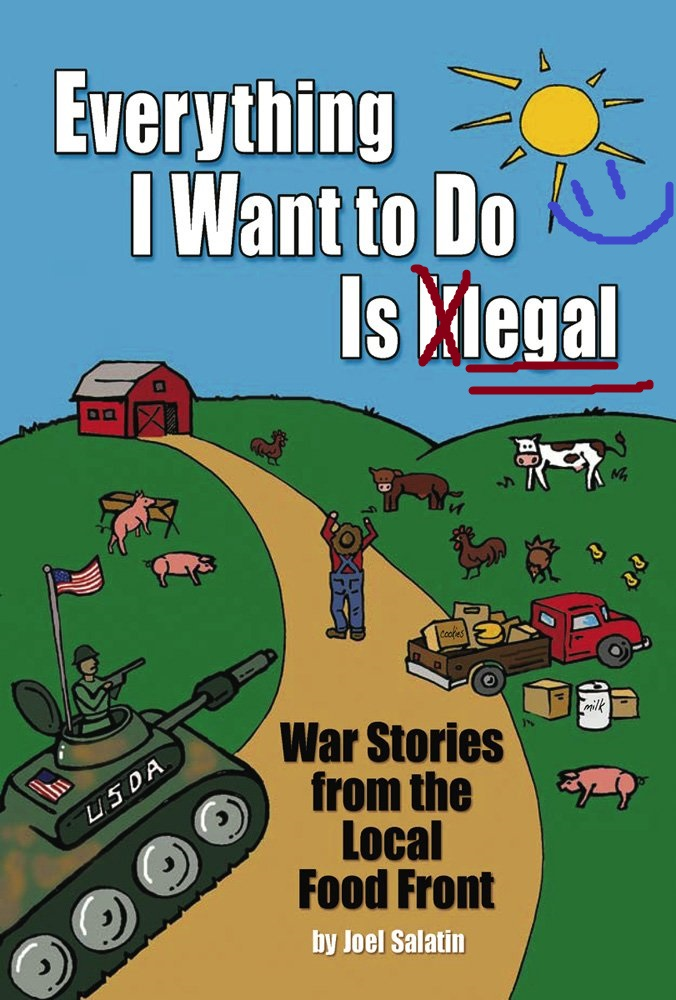 Everything
I Want to Do
Is Illegal
cookies
milk
USDA
War Stories
from the
Local
Food Front
by Joel Salatin